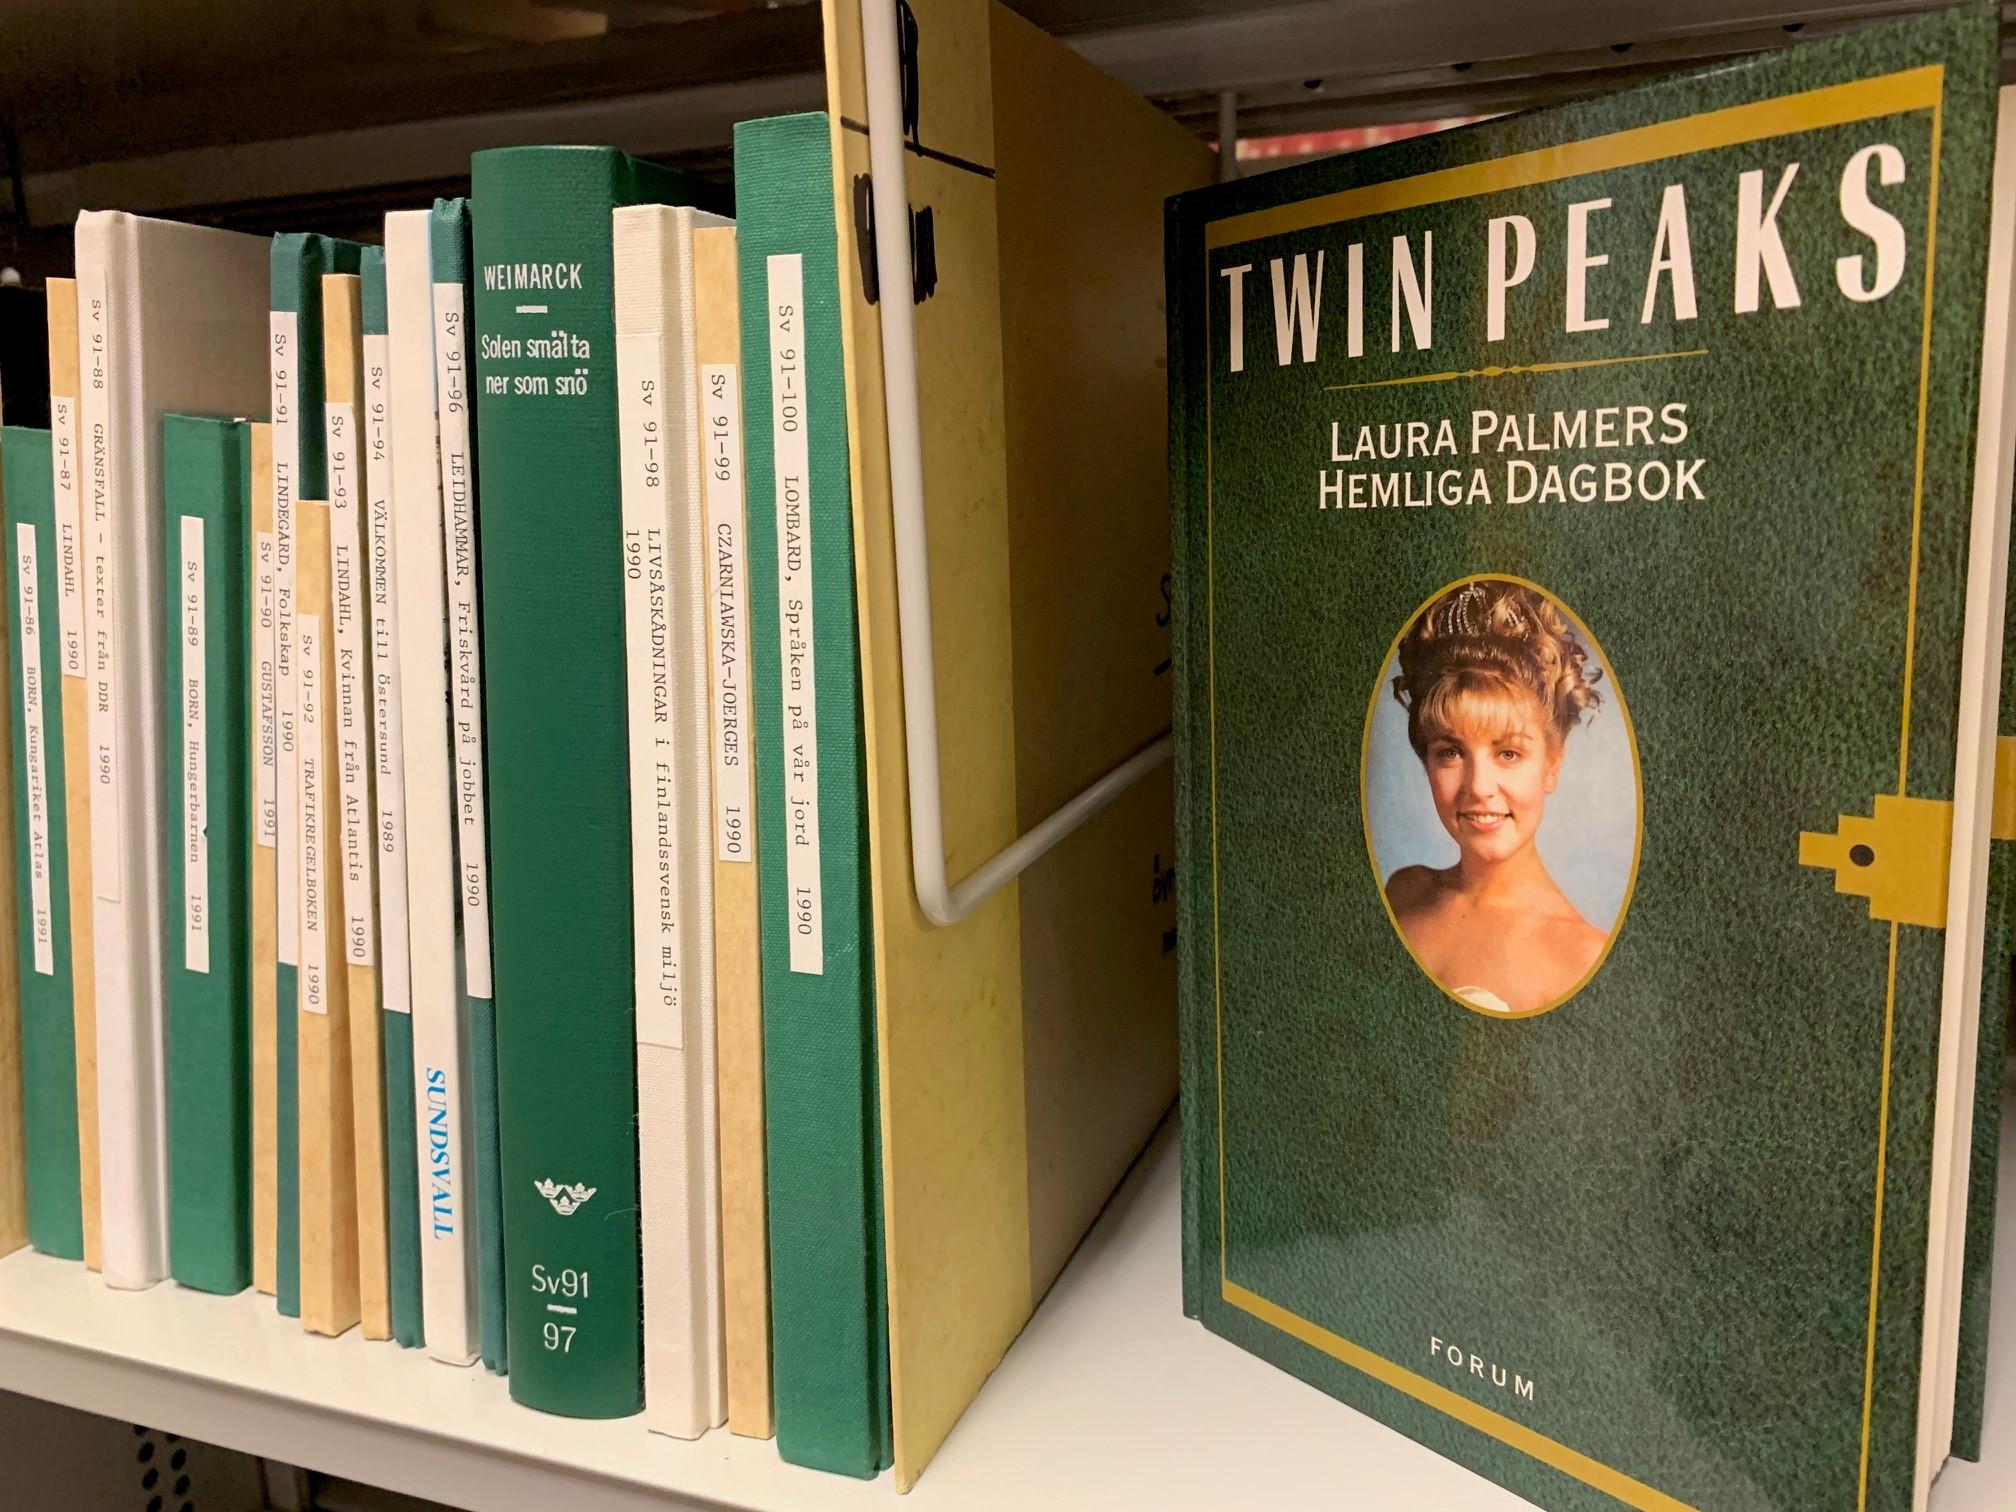 Sv 91-86 BORN, Kungariket Atlas 1991
Sv 91-87 LINDAHL 1990
Sv 91-88 GRÄNSFALL - texter från DDR 1990
Sv 91-89 BORN, Hungerbarnen 1991
Sv 91-90 GUSTAFSSON 1991
Sv 91-91 LINDEGÅRD, Folkskap 1990
Sv 91-92 TRAFIKREGELBOKEN 1990
Sv 91-93 LINDAHL, Kvinnan från Atlantis 1990
Sv 91-94 VÄLKOMMEN till Östersund 1989
SUNDSVALL
Sv 91-96 LEIDHAMMAR, Friskvård på jobbet 1990
WEIMARCK
Solen smälta
ner som snö
Sv91
97
Sv 91-98 LIVSÅSKÅDNINGAR i finlandssvensk miljö
1990
Sv 91-99 CZARNIAWSKA-JOERGES 1990
Sv 91-100 LOMBARD, Språken på vår jord 1990
TWIN PEAKS
LAURA PALMERS
HEMLIGA DAGBOK
FORUM